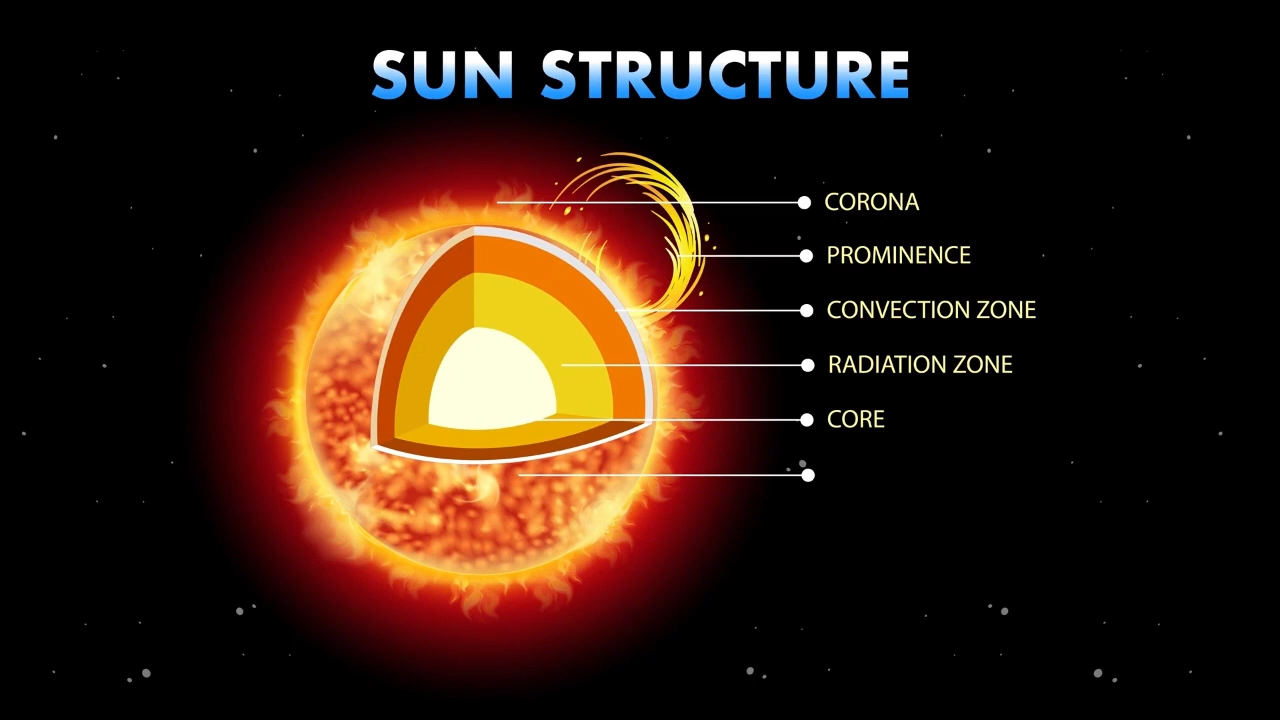 SUN STRUCTURE
CORONA
PROMINENCE
CONVECTION ZONE
RADIATION ZONE
CORE